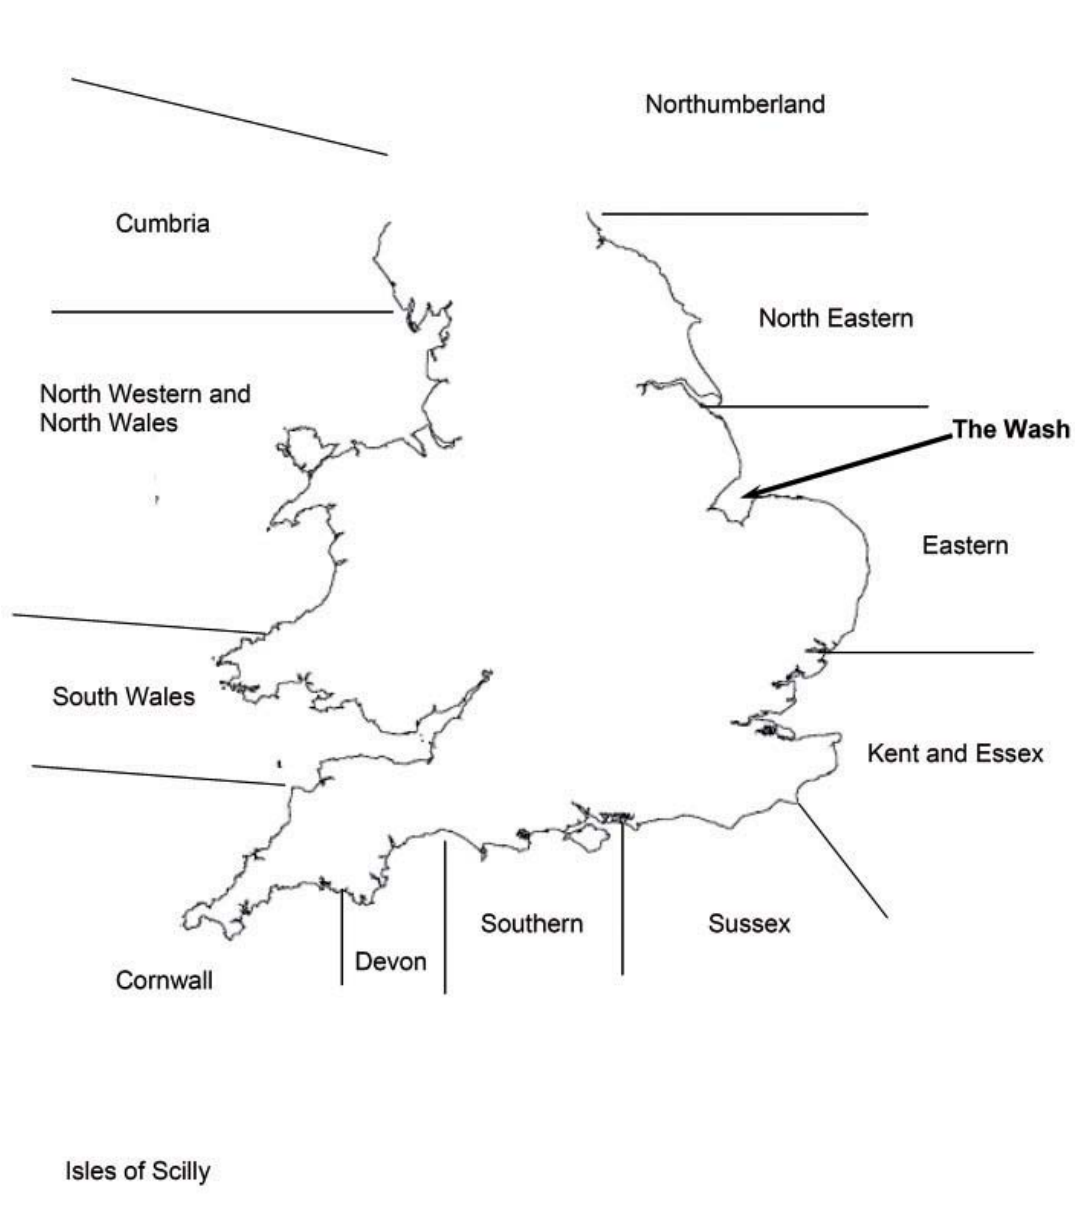 Northumberland
Cumbria
North Eastern
North Western and
North Wales
The Wash
Eastern
South Wales
Kent and Essex
Southern
Sussex
Devon
Cornwall
Isles of Scilly